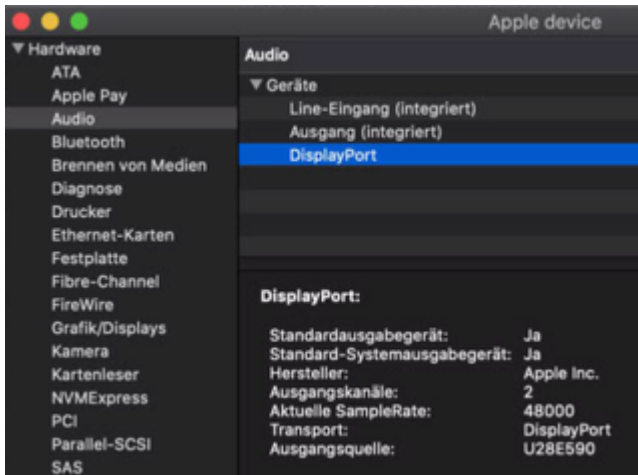 Apple device
Hardware
ATA
Apple Pay
Audio
Bluetooth
Brennen von Medien
Diagnose
Drucker
Ethernet-Karten
Festplatte
Fibre-Channel
FireWire
Grafik/Displays
Kamera
Kartenleser
NVMExpress
PCI
Parallel-SCSI
SAS
Audio
Geräte
Line-Eingang (integriert)
Ausgang (integriert)
DisplayPort
DisplayPort:
Standardausgabegerät: Ja
Standard-Systemausgabegerät: Ja
Hersteller: Apple Inc.
Ausgangskanäle: 2
Aktuelle SampleRate: 48000
Transport: DisplayPort
Ausgangsquelle: U28E590